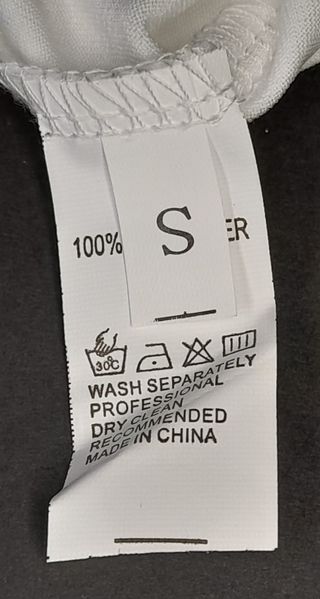 S
100% ER
30°C
WASH SEPARATELY
PROFESSIONAL
DRY CLEAN
RECOMMENDED
MADE IN CHINA